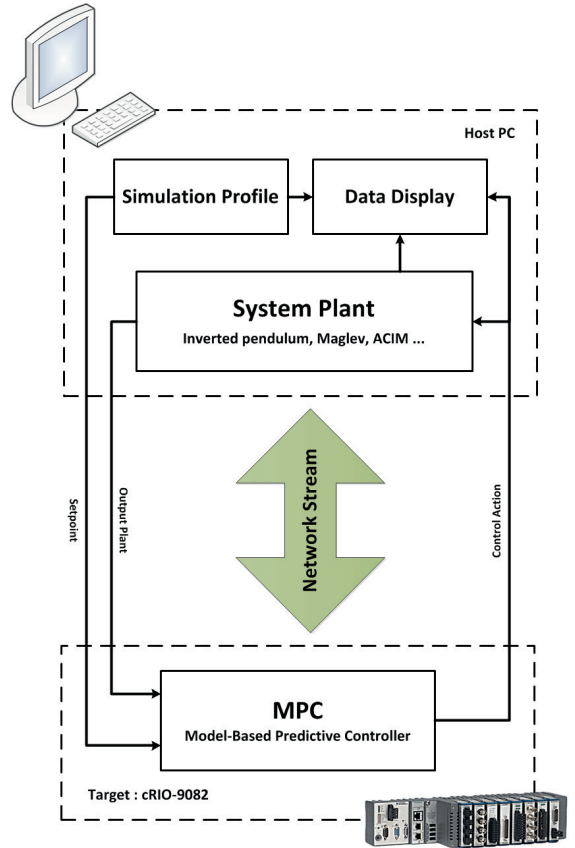 Host PC
Simulation Profile
Data Display
System Plant
Inverted pendulum, Maglev, ACIM ...
Setpoint
Output Plant
Network Stream
Control Action
MPC
Model-Based Predictive Controller
Target : cRIO-9082